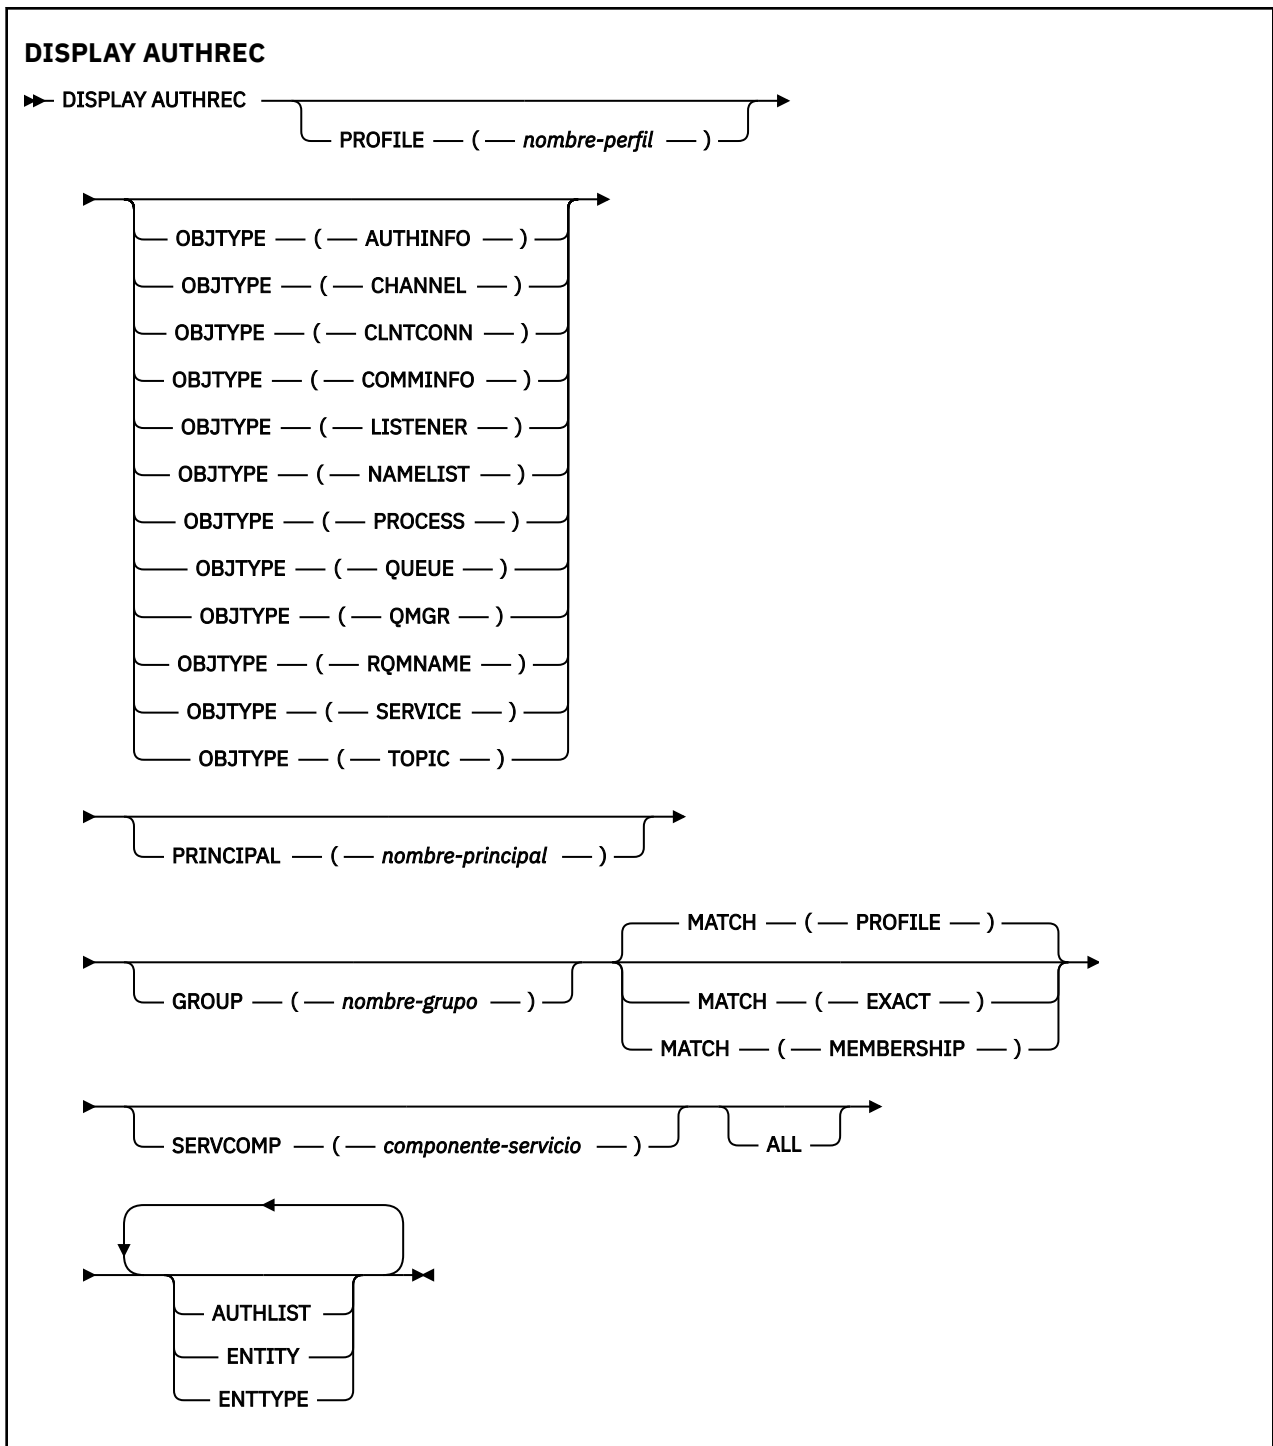 DISPLAY AUTHREC
DISPLAY AUTHREC
PROFILE ( nombre-perfil )
OBJTYPE ( AUTHINFO )
OBJTYPE ( CHANNEL )
OBJTYPE ( CLNTCONN )
OBJTYPE ( COMMINFO )
OBJTYPE ( LISTENER )
OBJTYPE ( NAMELIST )
OBJTYPE ( PROCESS )
OBJTYPE ( QUEUE )
OBJTYPE ( QMGR )
OBJTYPE ( RQMNAME )
OBJTYPE ( SERVICE )
OBJTYPE ( TOPIC )
PRINCIPAL ( nombre-principal )
MATCH ( PROFILE )
GROUP ( nombre-grupo ) MATCH ( EXACT )
MATCH ( MEMBERSHIP )
SERVCOMP ( componente-servicio ) ALL
AUTHLIST
ENTITY
ENTTYPE